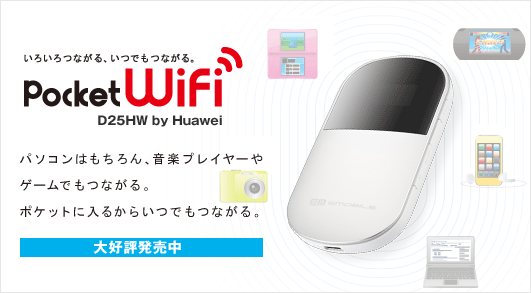 いろいろつながる、いつでもつながる。
Pocket WiFi
D25HW by Huawei
パソコンはもちろん、音楽プレイヤーや
ゲームでもつながる。
ポケットに入るからいつでもつながる。
大好評発売中
EMOBILE